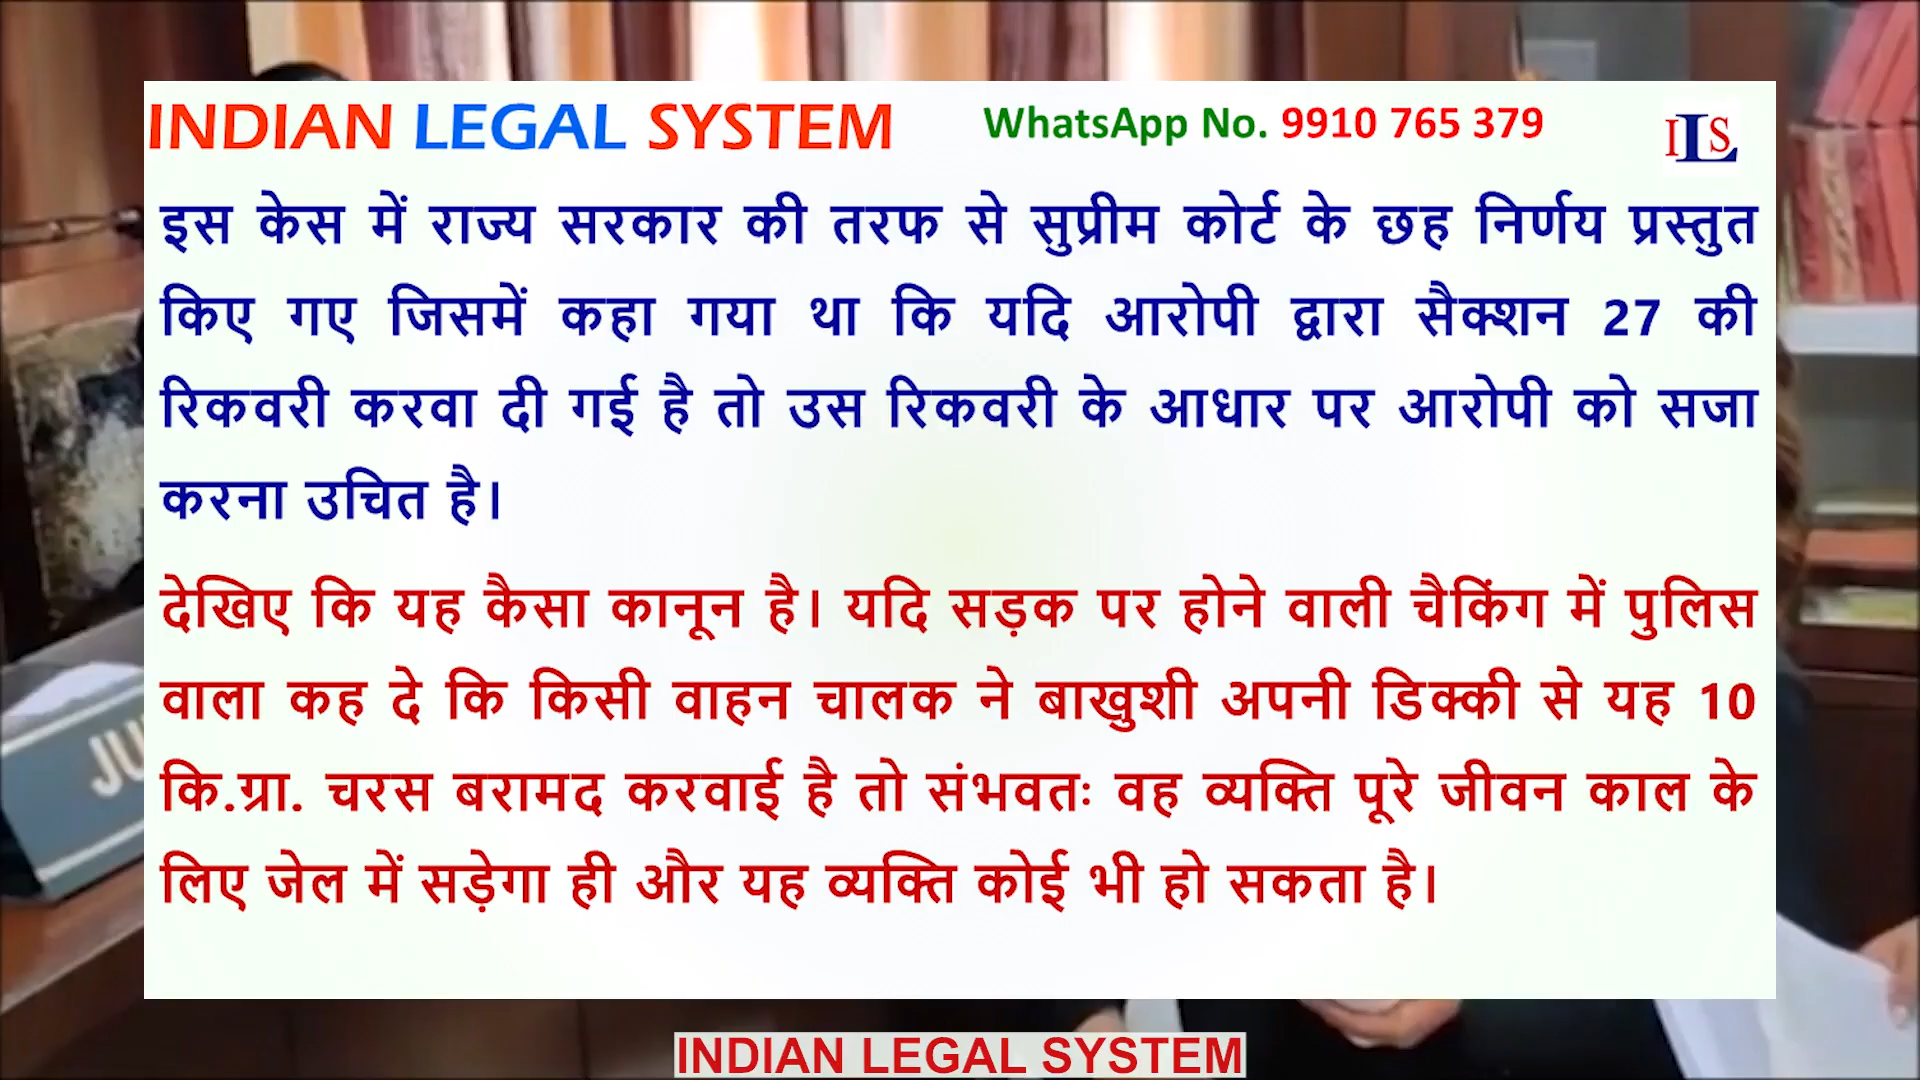 INDIAN LEGAL SYSTEM WhatsApp No. 9910 765 379 ILS
इस केस में राज्य सरकार की तरफ से सुप्रीम कोर्ट के छह निर्णय प्रस्तुत
किए गए जिसमें कहा गया था कि यदि आरोपी द्वारा सैक्शन 27 की
रिकवरी करवा दी गई है तो उस रिकवरी के आधार पर आरोपी को सजा
करना उचित है।
देखिए कि यह कैसा कानून है। यदि सड़क पर होने वाली चैकिंग में पुलिस
वाला कह दे कि किसी वाहन चालक ने बाखुशी अपनी डिक्की से यह 10
कि.ग्रा. चरस बरामद करवाई है तो संभवतः वह व्यक्ति पूरे जीवन काल के
लिए जेल में सड़ेगा ही और यह व्यक्ति कोई भी हो सकता है।
JU
INDIAN LEGAL SYSTEM